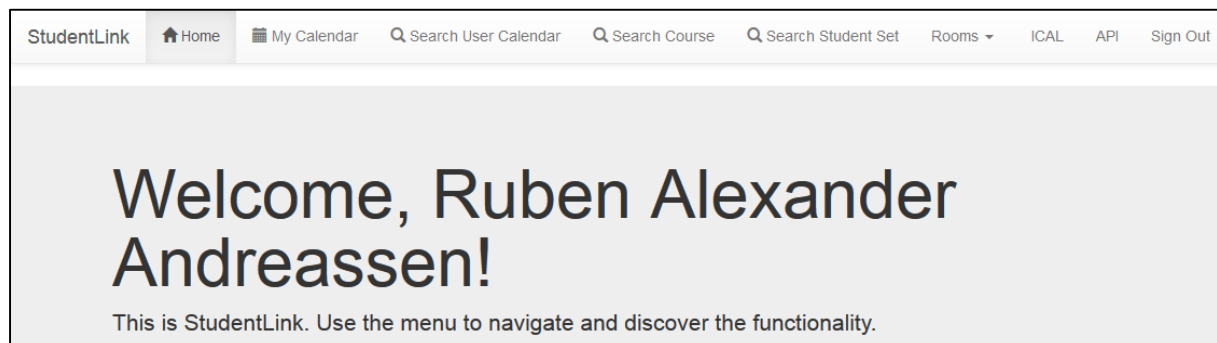 StudentLink Home My Calendar Search User Calendar Search Course Search Student Set Rooms ICAL API Sign Out
Welcome, Ruben Alexander
Andreassen!
This is StudentLink. Use the menu to navigate and discover the functionality.